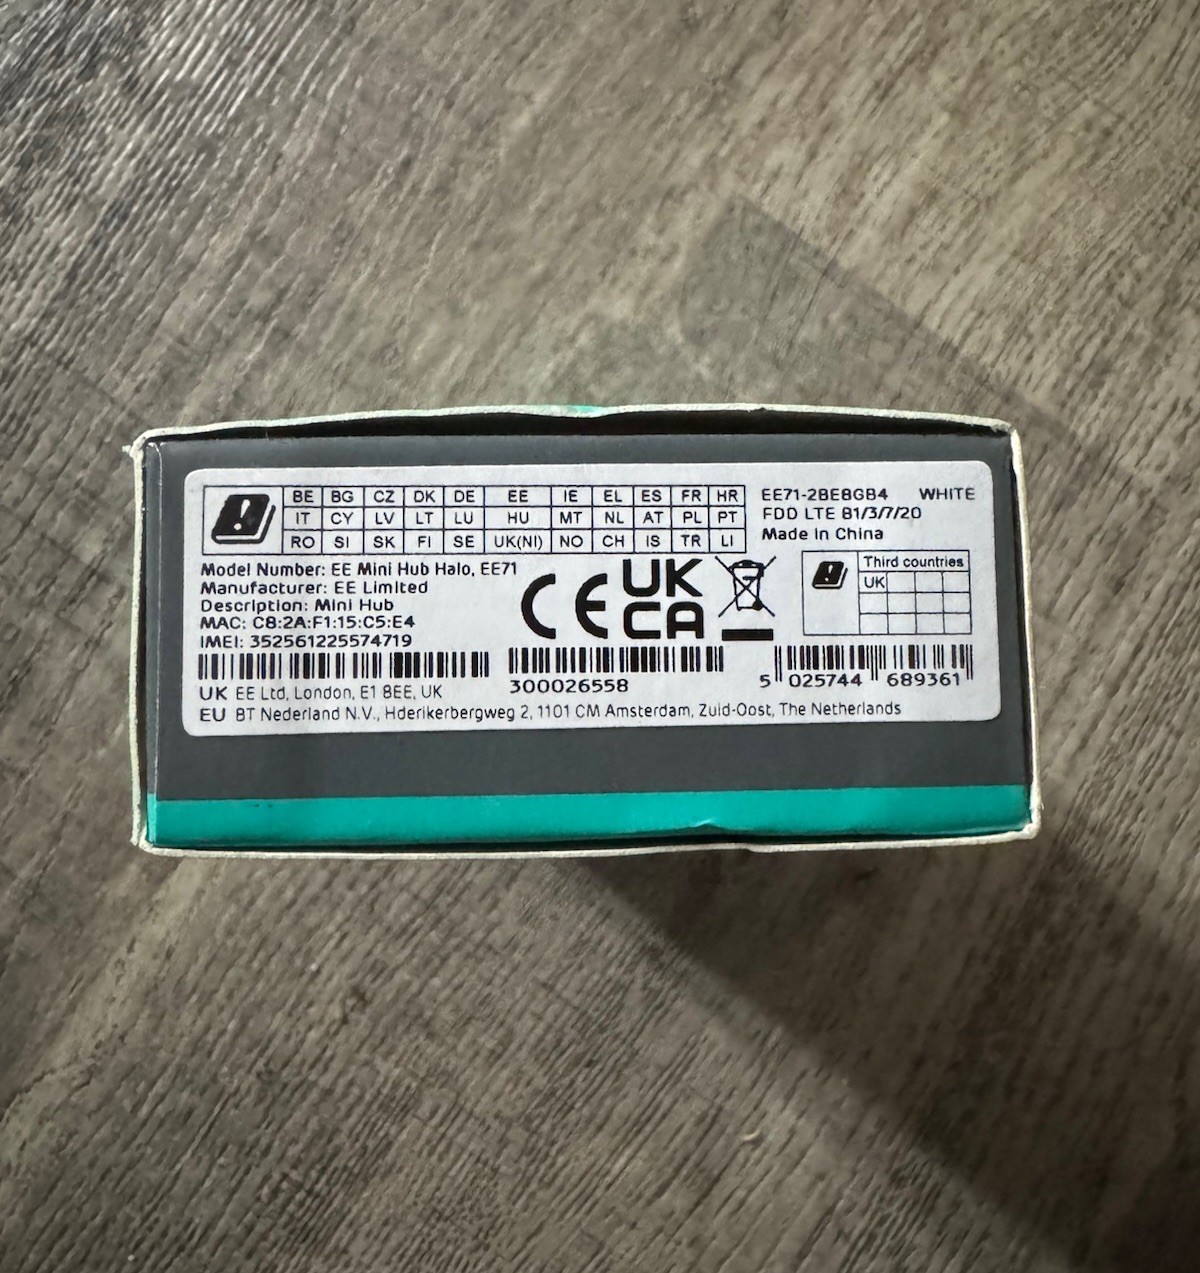 BE BG CZ DK DE EE IE EL ES FR HR
IT CY LV LT LU HU MT NL AT PL PT
RO SI SK FI SE UK(NI) NO CH IS TR LI
EE71-2BE8GB4 WHITE
FDD LTE B1/3/7/20
Made in China
Third countries
UK
Model Number: EE Mini Hub Halo, EE71
Manufacturer: EE Limited
Description: Mini Hub
MAC: C8:2A:F1:15:C5:E4
IMEI: 352561225574719
CE UK
CA
300026558
5 025744 689361
UK EE Ltd, London, E1 8EE, UK
EU BT Nederland N.V., Hderikerbergweg 2, 1101 CM Amsterdam, Zuid-Oost, The Netherlands